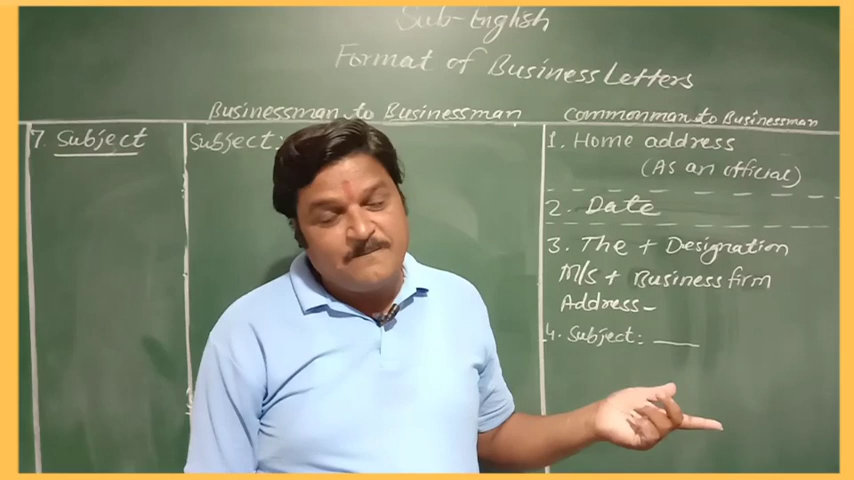 Sub-English
Format of Business Letters
Businessman to Businessman
Commonman to Businessman
7. Subject
Subject:
1. Home address
(As an official)
2. Date
3. The + Designation
M/S + Business firm
Address-
4. Subject: ___